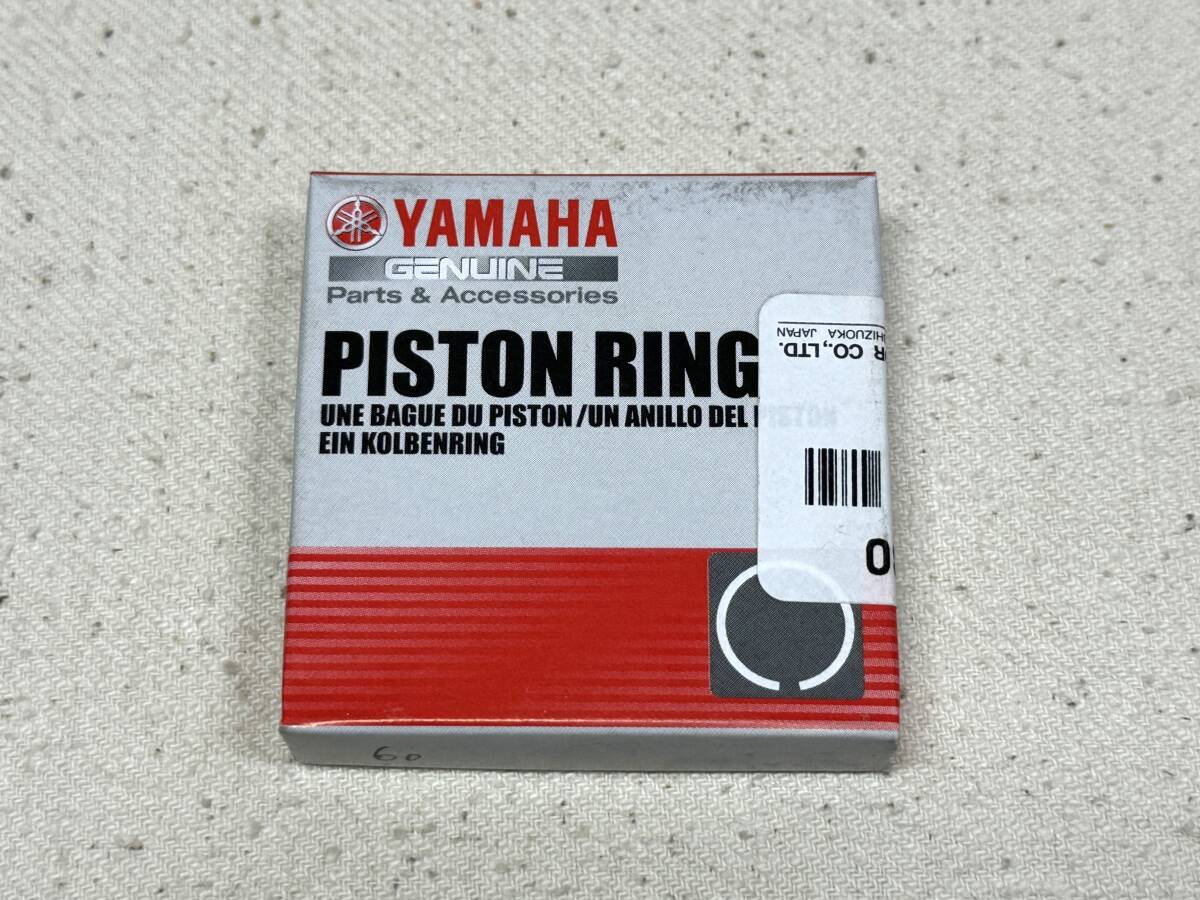 YAMAHA
GENUINE
Parts & Accessories
PISTON RING
UNE BAGUE DU PISTON/UN ANILLO DEL PISTON
EIN KOLBENRING
CO., LTD.
JAPAN
0
60